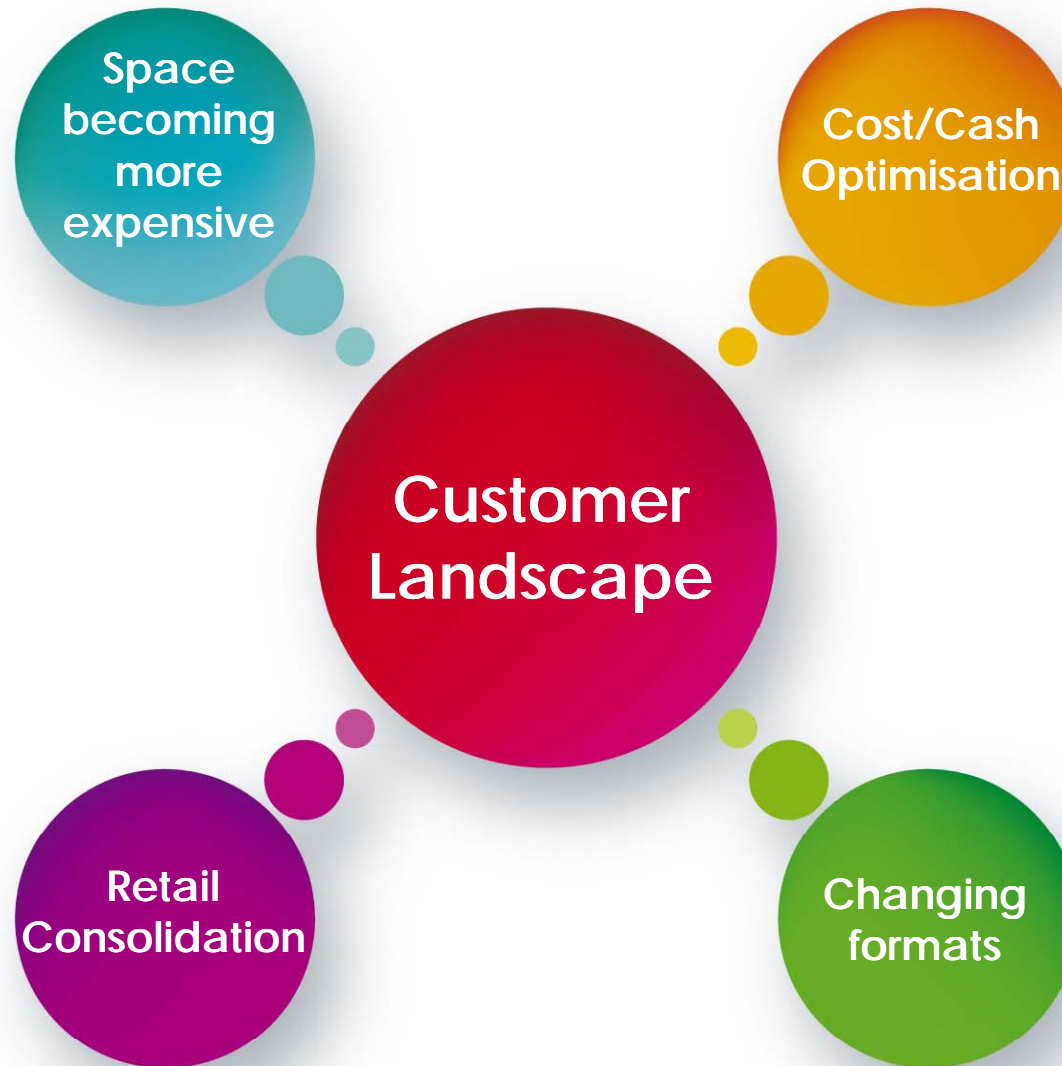 Space
becoming
more
expensive
Cost/Cash
Optimisation
Customer
Landscape
Retail
Consolidation
Changing
formats